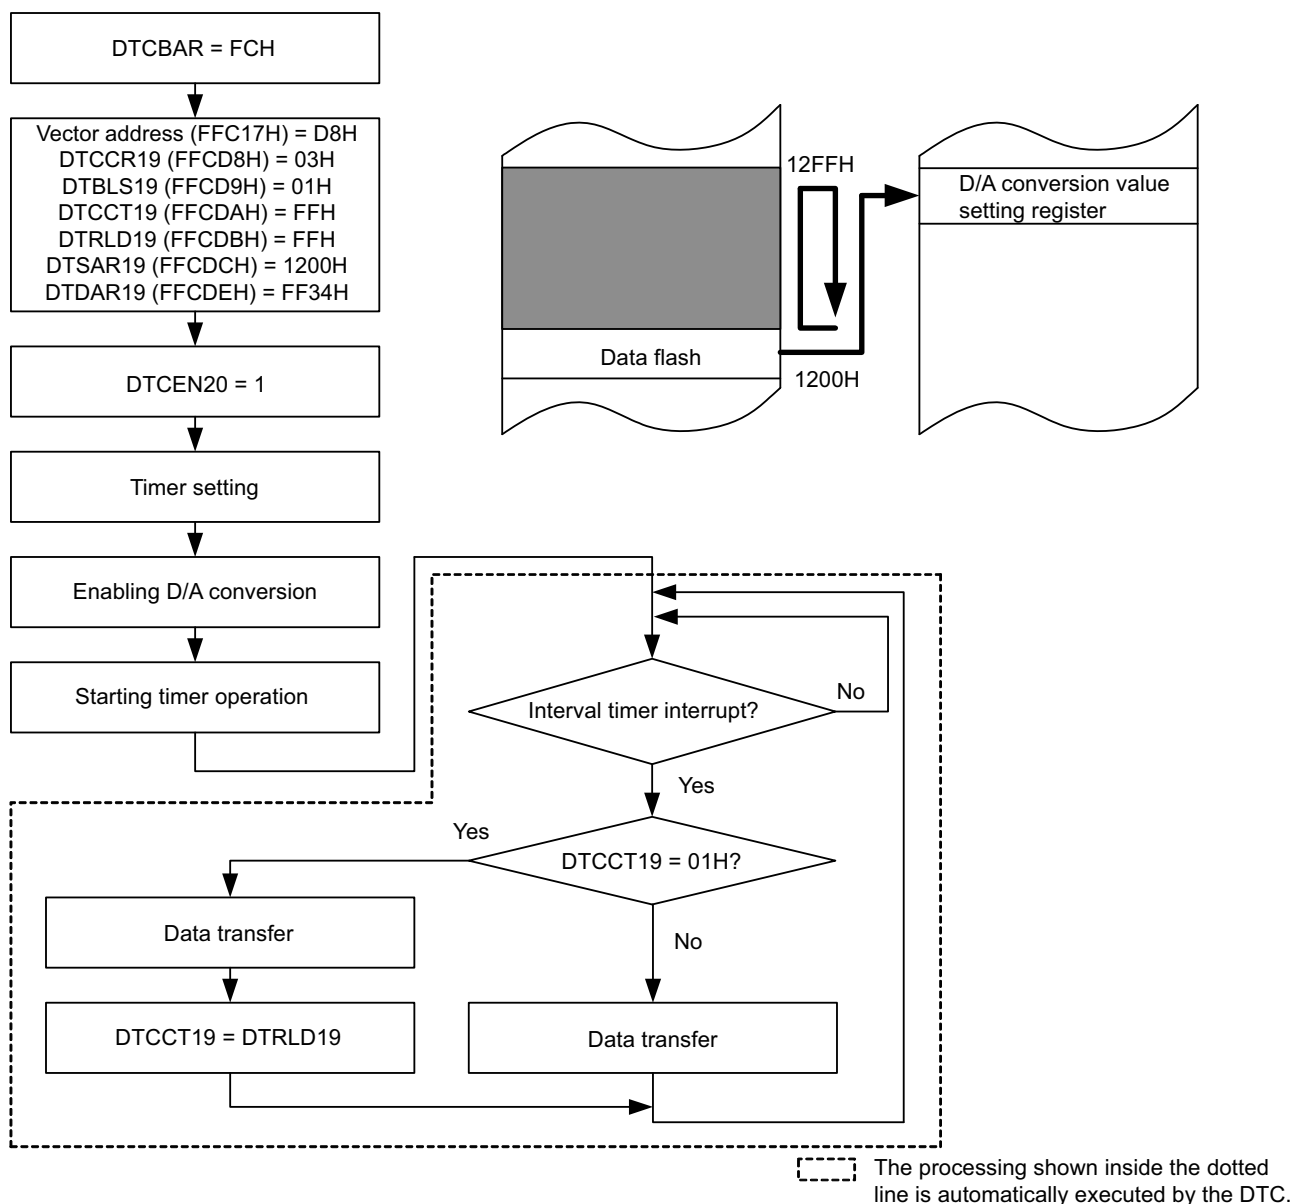 DTCBAR = FCH
Vector address (FFC17H) = D8H
DTCCR19 (FFCD8H) = 03H
DTBLS19 (FFCD9H) = 01H
DTCCT19 (FFCDAH) = FFH
DTRLD19 (FFCDBH) = FFH
DTSAR19 (FFCDCH) = 1200H
DTDAR19 (FFCDEH) = FF34H
DTCEN20 = 1
Timer setting
Enabling D/A conversion
Starting timer operation
12FFH
D/A conversion value
setting register
Data flash
1200H
Interval timer interrupt?
No
Yes
DTCCT19 = 01H?
Yes
No
Data transfer
DTCCT19 = DTRLD19
Data transfer
The processing shown inside the dotted
line is automatically executed by the DTC.